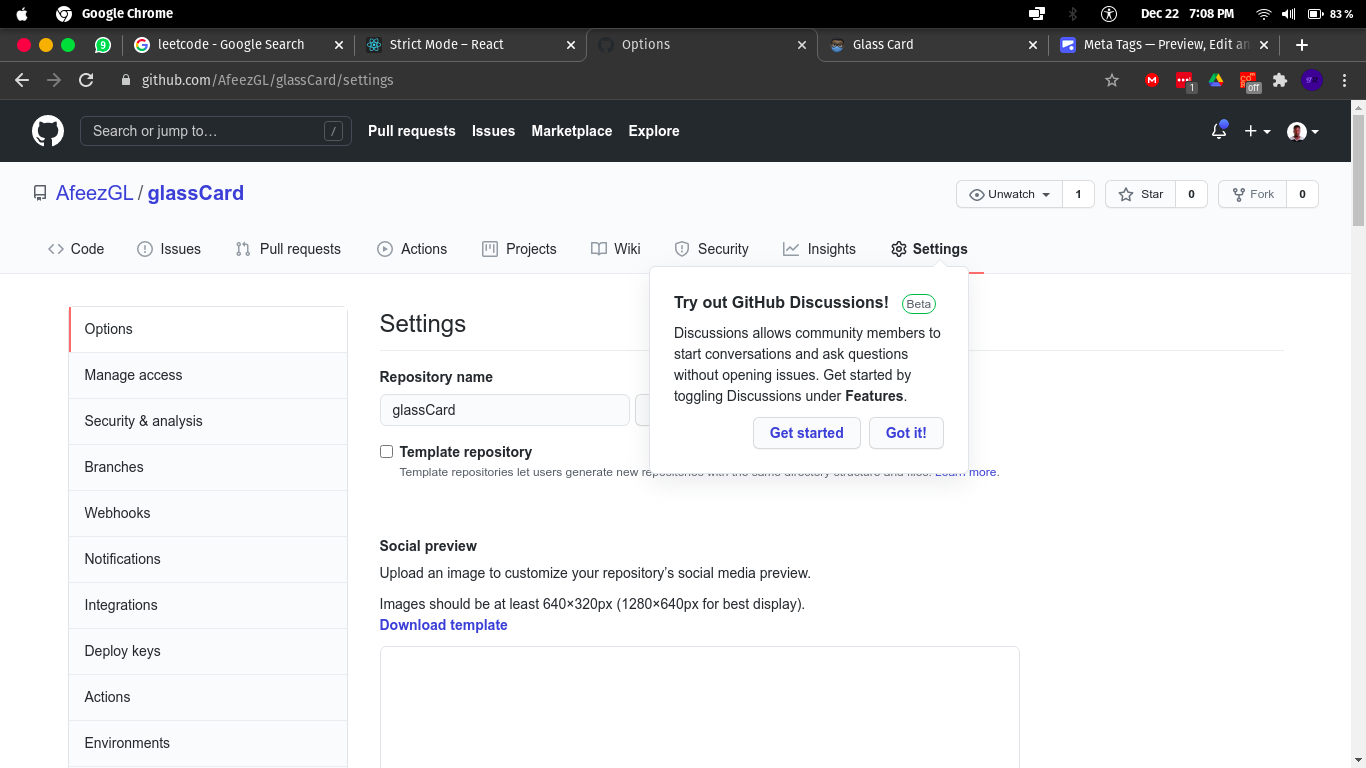 Google Chrome
Dec 22 7:08 PM
83 %
9
leetcode - Google Search
Strict Mode – React
Options
Glass Card
Meta Tags — Preview, Edit an
github.com/AfeezGL/glassCard/settings
1
off
Search or jump to…
/
Pull requests
Issues
Marketplace
Explore
AfeezGL / glassCard
Unwatch
1
Star
0
Fork
0
Code
Issues
Pull requests
Actions
Projects
Wiki
Security
Insights
Settings
Try out GitHub Discussions! Beta
Discussions allows community members to
start conversations and ask questions
without opening issues. Get started by
toggling Discussions under Features.
Get started
Got it!
Options
Manage access
Security & analysis
Branches
Webhooks
Notifications
Integrations
Deploy keys
Actions
Environments
Settings
Repository name
glassCard
Template repository
Template repositories let users generate new repositories with the same directory structure and files. Learn more.
Social preview
Upload an image to customize your repository’s social media preview.
Images should be at least 640×320px (1280×640px for best display).
Download template